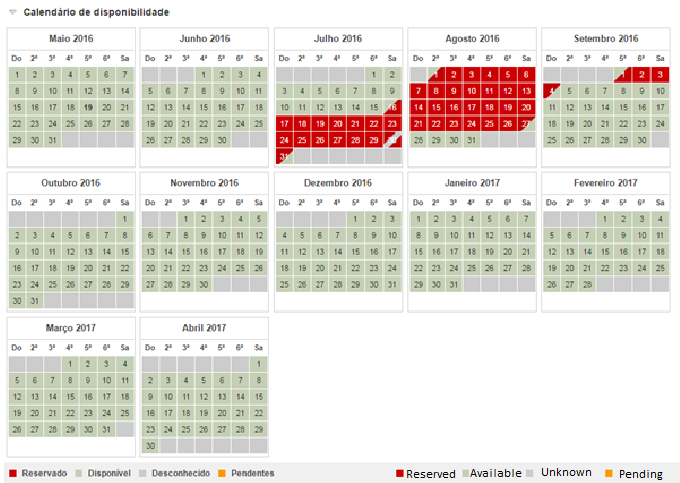 Calendário de disponibilidade
Maio 2016
Do 2ª 3ª 4ª 5ª 6ª Sa
1 2 3 4 5 6 7
8 9 10 11 12 13 14
15 16 17 18 19 20 21
22 23 24 25 26 27 28
29 30 31
Junho 2016
Do 2ª 3ª 4ª 5ª 6ª Sa
1 2 3 4
5 6 7 8 9 10 11
12 13 14 15 16 17 18
19 20 21 22 23 24 25
26 27 28 29 30
Julho 2016
Do 2ª 3ª 4ª 5ª 6ª Sa
1 2
3 4 5 6 7 8 9
10 11 12 13 14 15 16
17 18 19 20 21 22 23
24 25 26 27 28 29 30
31
Agosto 2016
Do 2ª 3ª 4ª 5ª 6ª Sa
1 2 3 4 5 6
7 8 9 10 11 12 13
14 15 16 17 18 19 20
21 22 23 24 25 26 27
28 29 30 31
Setembro 2016
Do 2ª 3ª 4ª 5ª 6ª Sa
1 2 3
4 5 6 7 8 9 10
11 12 13 14 15 16 17
18 19 20 21 22 23 24
25 26 27 28 29 30
Outubro 2016
Do 2ª 3ª 4ª 5ª 6ª Sa
1
2 3 4 5 6 7 8
9 10 11 12 13 14 15
16 17 18 19 20 21 22
23 24 25 26 27 28 29
30 31
Novembro 2016
Do 2ª 3ª 4ª 5ª 6ª Sa
1 2 3 4 5
6 7 8 9 10 11 12
13 14 15 16 17 18 19
20 21 22 23 24 25 26
27 28 29 30
Dezembro 2016
Do 2ª 3ª 4ª 5ª 6ª Sa
1 2 3
4 5 6 7 8 9 10
11 12 13 14 15 16 17
18 19 20 21 22 23 24
25 26 27 28 29 30 31
Janeiro 2017
Do 2ª 3ª 4ª 5ª 6ª Sa
1 2 3 4 5 6 7
8 9 10 11 12 13 14
15 16 17 18 19 20 21
22 23 24 25 26 27 28
29 30 31
Fevereiro 2017
Do 2ª 3ª 4ª 5ª 6ª Sa
1 2 3 4
5 6 7 8 9 10 11
12 13 14 15 16 17 18
19 20 21 22 23 24 25
26 27 28
Março 2017
Do 2ª 3ª 4ª 5ª 6ª Sa
1 2 3 4
5 6 7 8 9 10 11
12 13 14 15 16 17 18
19 20 21 22 23 24 25
26 27 28 29 30 31
Abril 2017
Do 2ª 3ª 4ª 5ª 6ª Sa
1
2 3 4 5 6 7 8
9 10 11 12 13 14 15
16 17 18 19 20 21 22
23 24 25 26 27 28 29
30
Reservado Disponível Desconhecido Pendentes Reserved Available Unknown Pending